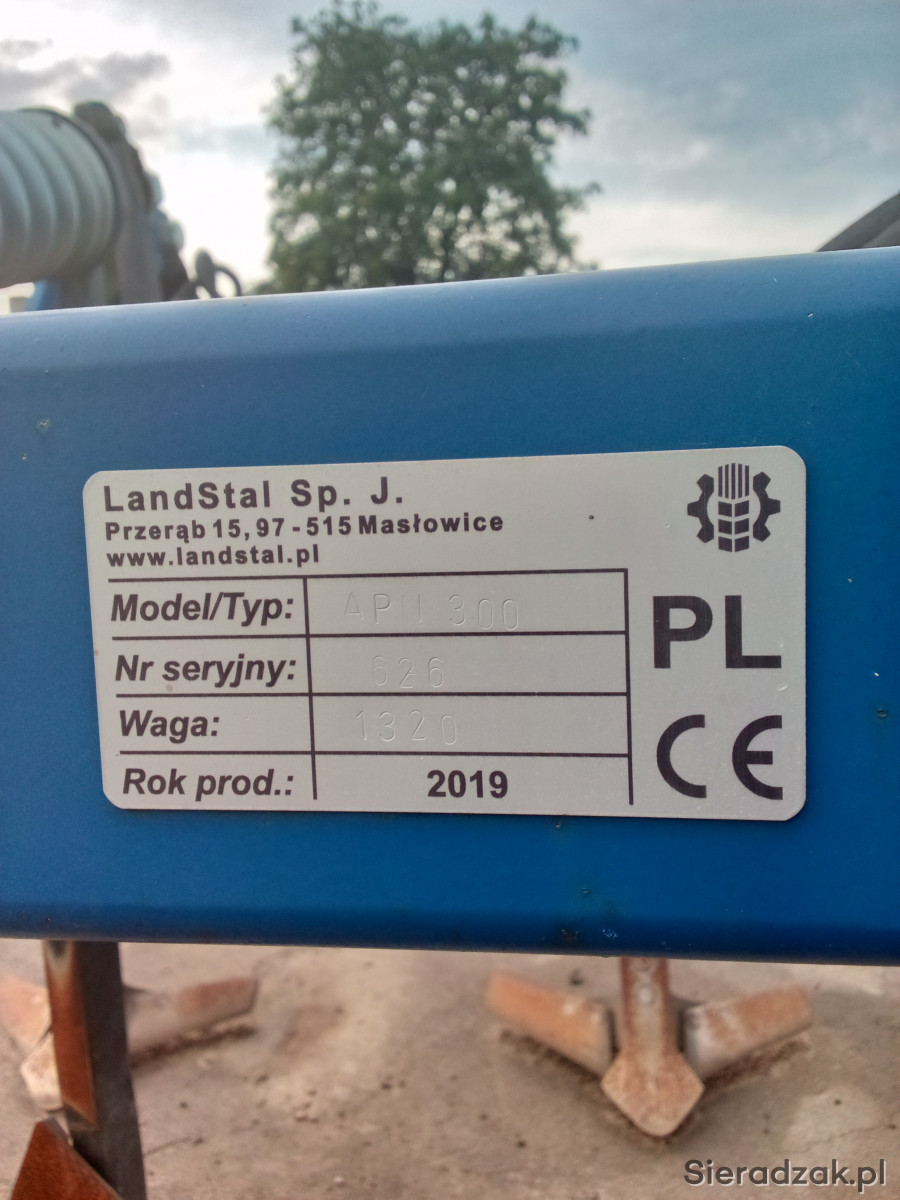 LandStal Sp. J.
Przerąb 15, 97 - 515 Masłowice
www.landstal.pl
Model/Typ: APU 300
Nr seryjny: 626
Waga: 1320
Rok prod.: 2019
PL
CE
Sieradzak.pl